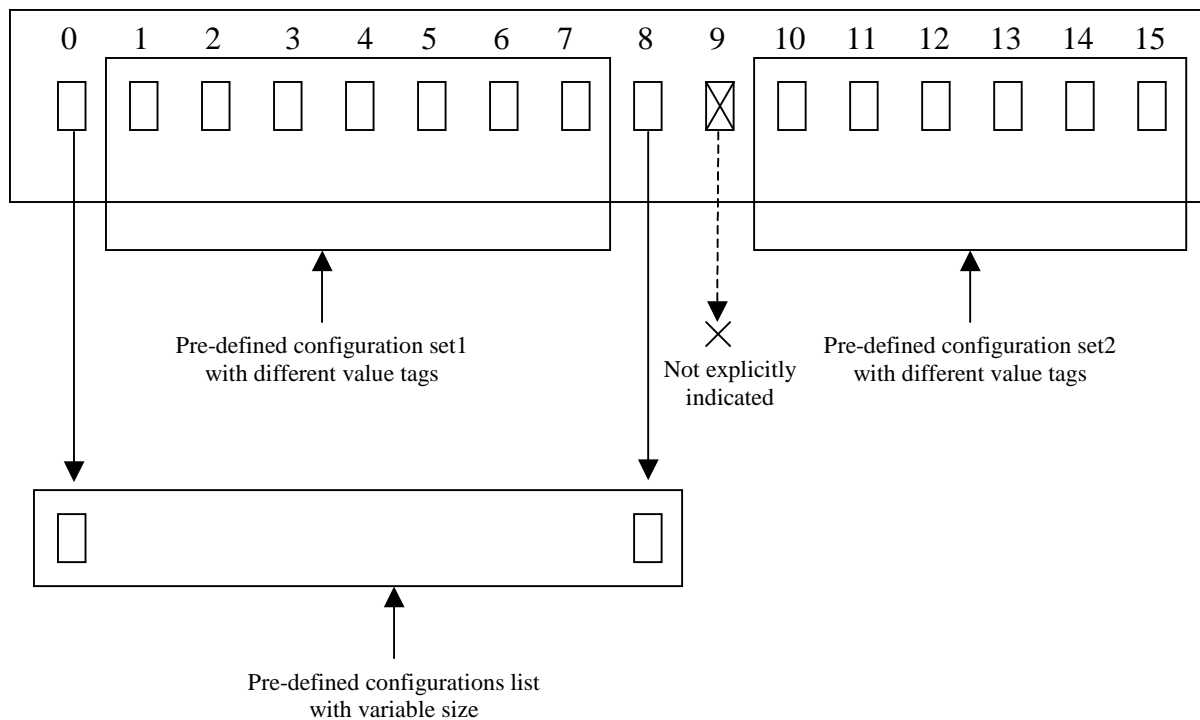 0 1 2 3 4 5 6 7 8 9 10 11 12 13 14 15
Pre-defined configuration set1
with different value tags
Not explicitly
indicated
Pre-defined configuration set2
with different value tags
Pre-defined configurations list
with variable size